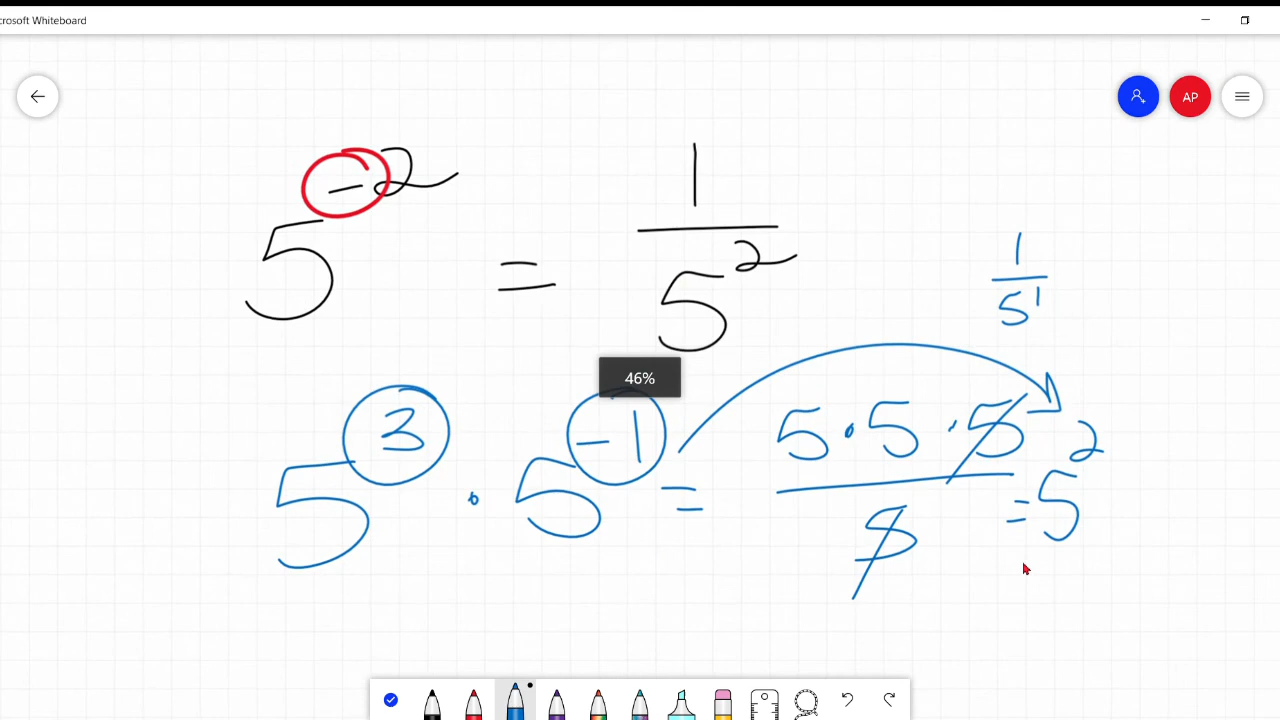 crosoft Whiteboard
AP
5^-2 = 1/5^2
1/5^1
46%
5^3 · 5^-1 = 5·5·5/5 = 5^2